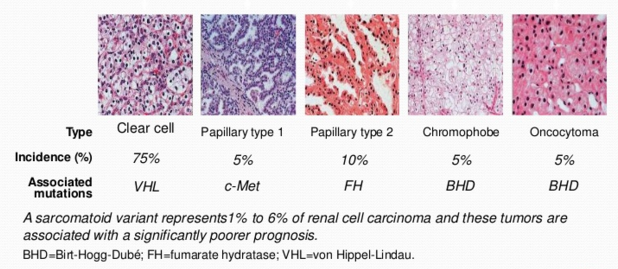 Type Clear cell Papillary type 1 Papillary type 2 Chromophobe Oncocytoma
Incidence (%) 75% 5% 10% 5% 5%
Associated mutations VHL c-Met FH BHD BHD
A sarcomatoid variant represents1% to 6% of renal cell carcinoma and these tumors are
associated with a significantly poorer prognosis.
BHD=Birt-Hogg-Dubé; FH=fumarate hydratase; VHL=von Hippel-Lindau.